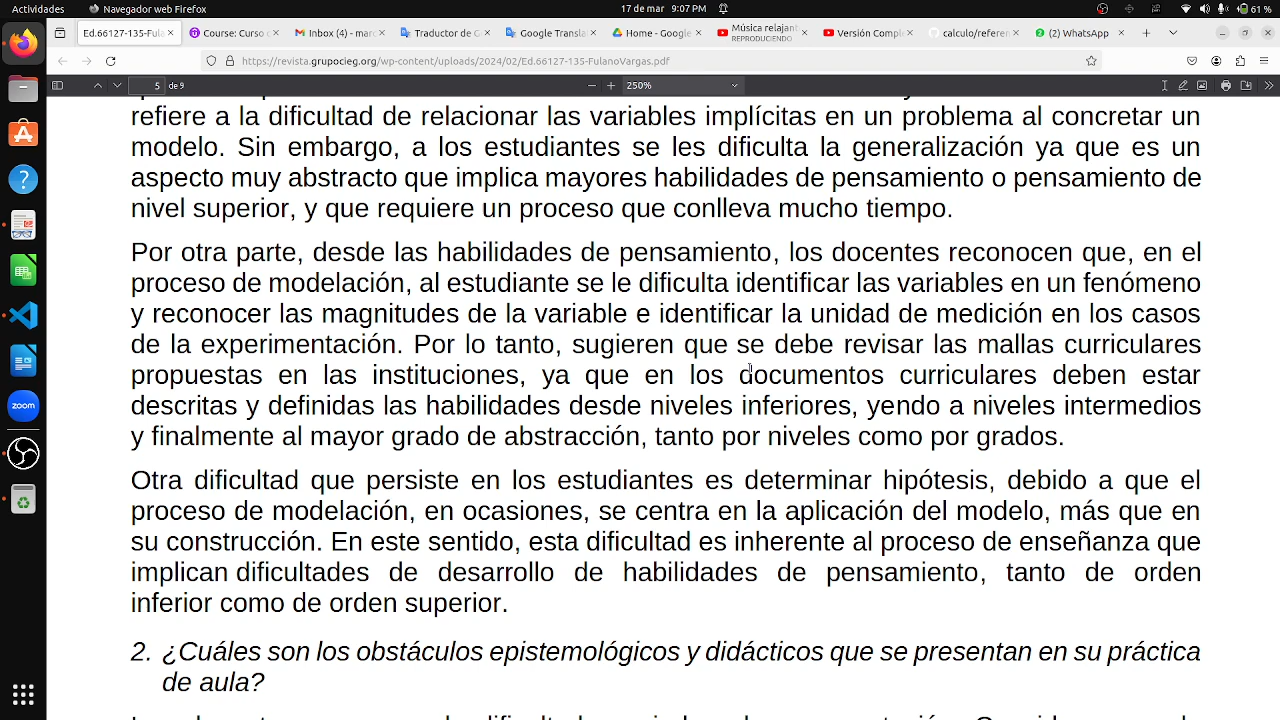 Actividades
Navegador web Firefox
17 de mar 9:07 PM
61 %
Ed.66127-135-Fula
Course: Curso
Inbox (4) - marc
Traductor de G
Google Transla
Home - Google
Música relajant
REPRODUCIENDO
Versión Compl
calculo/referen
(2) WhatsApp
https://revista.grupocieg.org/wp-content/uploads/2024/02/Ed.66127-135-FulanoVargas.pdf
5 de 9
250%
refiere a la dificultad de relacionar las variables implícitas en un problema al concretar un
modelo. Sin embargo, a los estudiantes se les dificulta la generalización ya que es un
aspecto muy abstracto que implica mayores habilidades de pensamiento o pensamiento de
nivel superior, y que requiere un proceso que conlleva mucho tiempo.
Por otra parte, desde las habilidades de pensamiento, los docentes reconocen que, en el
proceso de modelación, al estudiante se le dificulta identificar las variables en un fenómeno
y reconocer las magnitudes de la variable e identificar la unidad de medición en los casos
de la experimentación. Por lo tanto, sugieren que se debe revisar las mallas curriculares
propuestas en las instituciones, ya que en los documentos curriculares deben estar
descritas y definidas las habilidades desde niveles inferiores, yendo a niveles intermedios
y finalmente al mayor grado de abstracción, tanto por niveles como por grados.
Otra dificultad que persiste en los estudiantes es determinar hipótesis, debido a que el
proceso de modelación, en ocasiones, se centra en la aplicación del modelo, más que en
su construcción. En este sentido, esta dificultad es inherente al proceso de enseñanza que
implican dificultades de desarrollo de habilidades de pensamiento, tanto de orden
inferior como de orden superior.
2. ¿Cuáles son los obstáculos epistemológicos y didácticos que se presentan en su práctica
de aula?
zoom